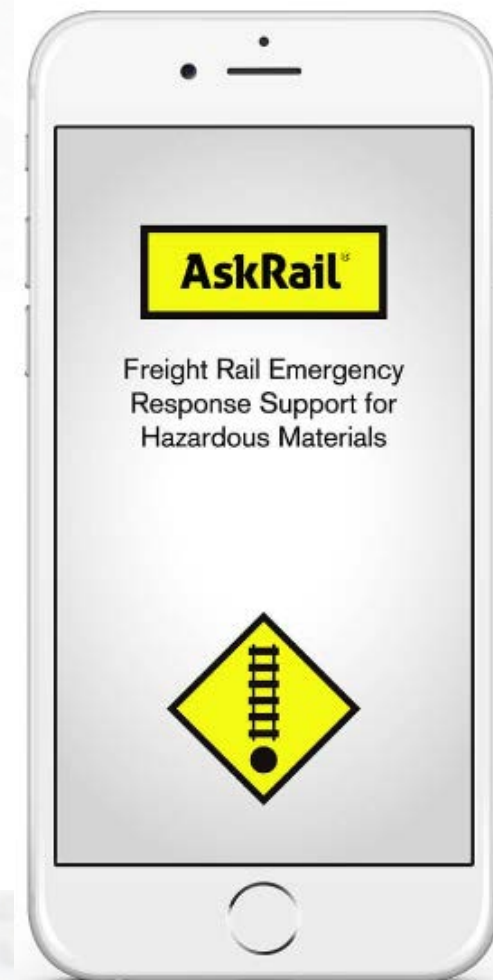 AskRail
Freight Rail Emergency
Response Support for
Hazardous Materials